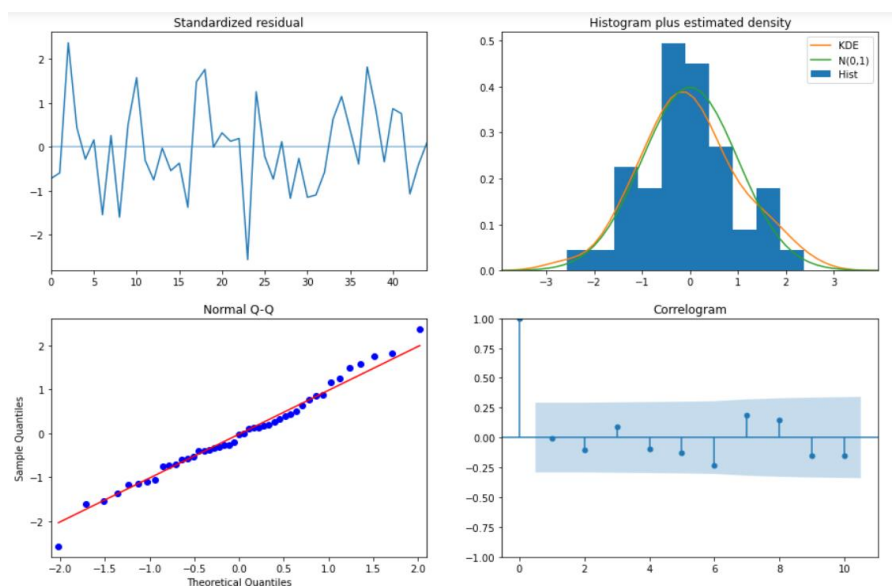 Standardized residual
2
1
0
−1
−2
0 5 10 15 20 25 30 35 40
Histogram plus estimated density
KDE
N(0,1)
Hist
0.5
0.4
0.3
0.2
0.1
0.0
−3 −2 −1 0 1 2 3
Normal Q-Q
Sample Quantiles
2
1
0
−1
−2
−2.0 −1.5 −1.0 −0.5 0.0 0.5 1.0 1.5 2.0
Theoretical Quantiles
Correlogram
1.00
0.75
0.50
0.25
0.00
−0.25
−0.50
−0.75
−1.00
0 2 4 6 8 10